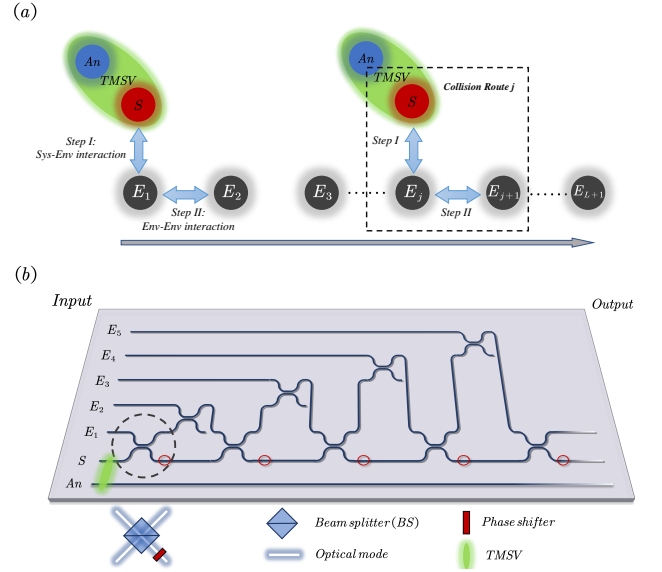 (a)
An
TMSV
S
Step I:
Sys-Env interaction
E1
E2
Step II:
Env-Env interaction
An
TMSV
S
Collision Route j
Step I
E3
Ej
Ej+1
EL+1
Step II
(b)
Input
Output
E5
E4
E3
E2
E1
S
An
Beam splitter (BS)
Phase shifter
Optical mode
TMSV